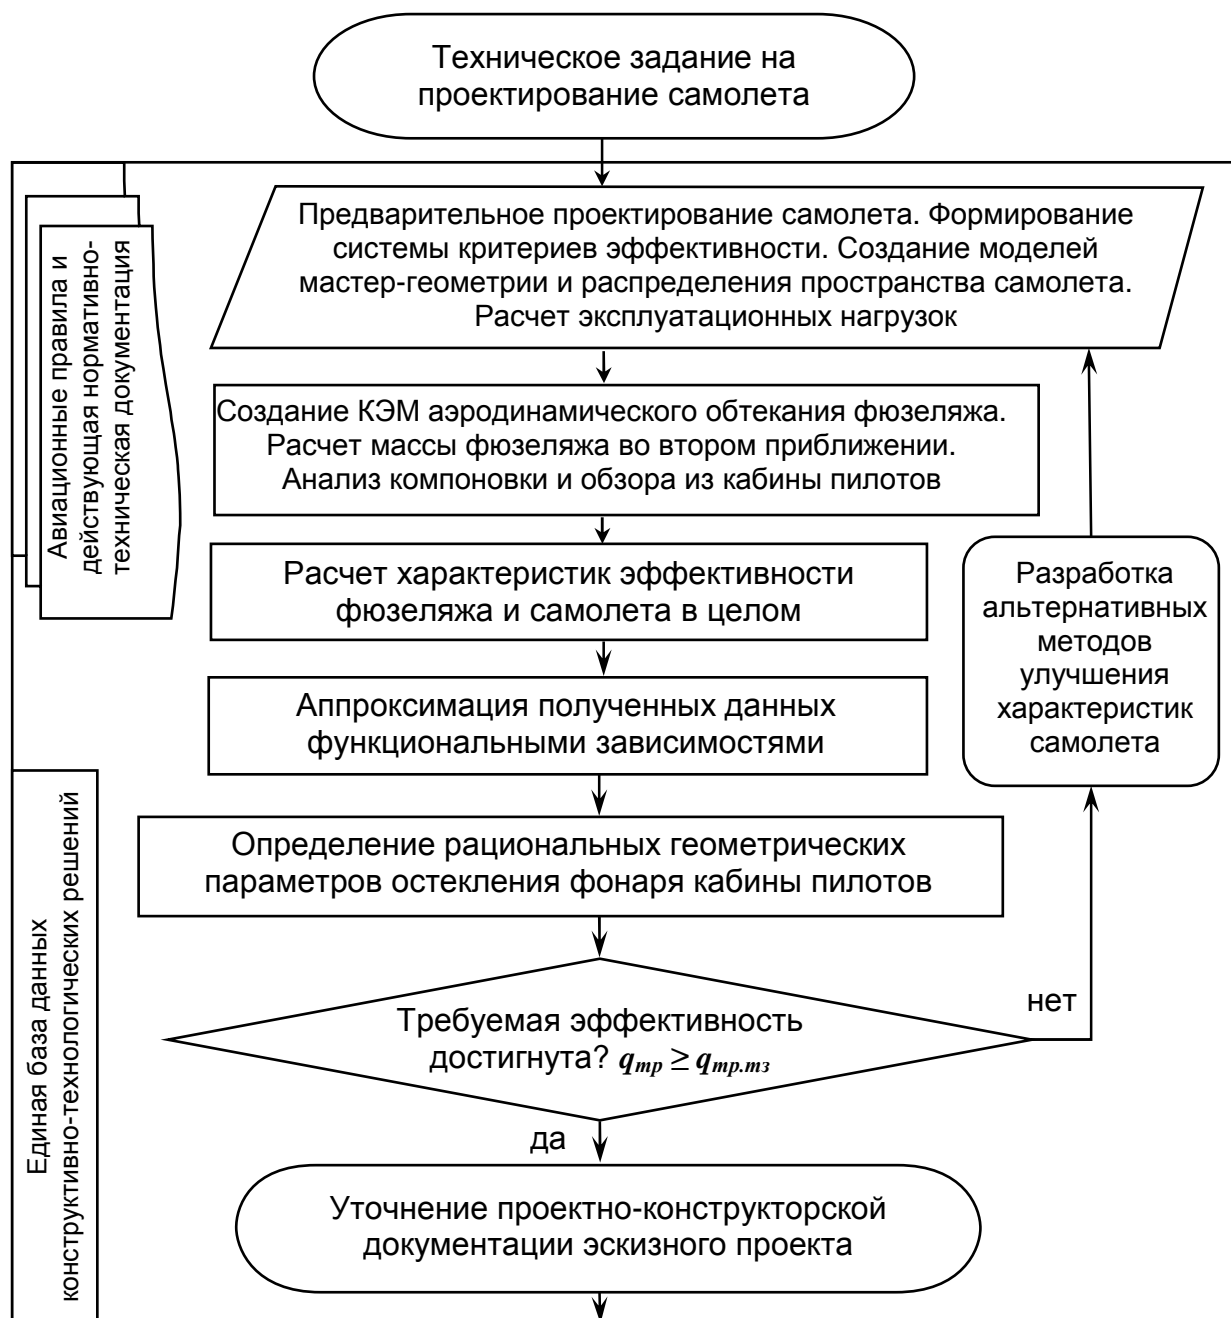 Техническое задание на
проектирование самолета
Авиационные правила и
действующая нормативно-
техническая документация
Предварительное проектирование самолета. Формирование
системы критериев эффективности. Создание моделей
мастер-геометрии и распределения пространства самолета.
Расчет эксплуатационных нагрузок
Создание КЭМ аэродинамического обтекания фюзеляжа.
Расчет массы фюзеляжа во втором приближении.
Анализ компоновки и обзора из кабины пилотов
Расчет характеристик эффективности
фюзеляжа и самолета в целом
Разработка
альтернативных
методов
улучшения
характеристик
самолета
Аппроксимация полученных данных
функциональными зависимостями
Единая база данных
конструктивно-технологических решений
Определение рациональных геометрических
параметров остекления фонаря кабины пилотов
нет
Требуемая эффективность
достигнута? qтр ≥ qтр.тз
да
Уточнение проектно-конструкторской
документации эскизного проекта